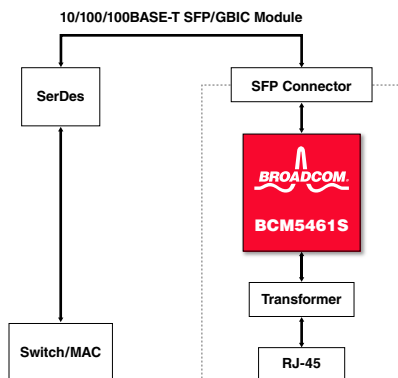 10/100/100BASE-T SFP/GBIC Module
SerDes
SFP Connector
BROADCOM.
BCM5461S
Transformer
Switch/MAC
RJ-45